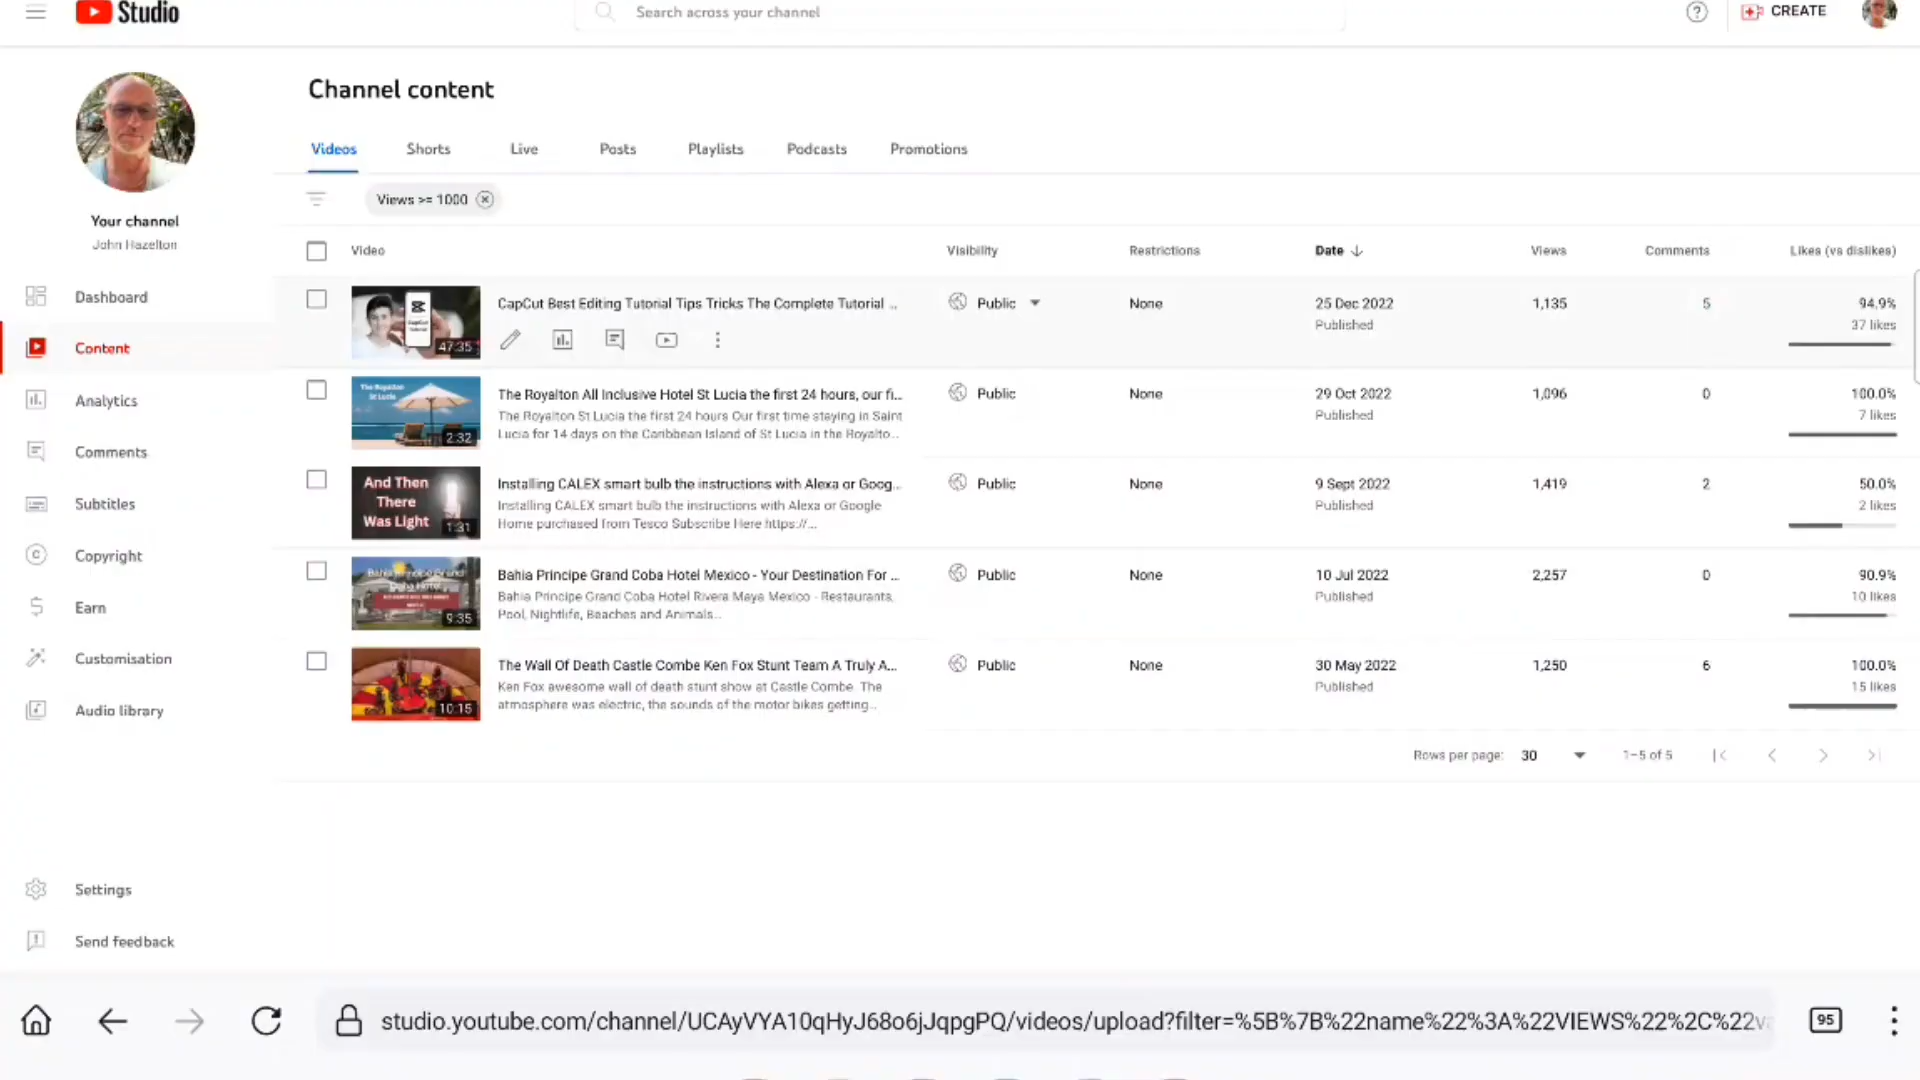 Studio
Search across your channel
CREATE
Your channel
John Hazelton
Dashboard
Content
Analytics
Comments
Subtitles
Copyright
Earn
Customisation
Audio library
Settings
Send feedback
Channel content
Videos
Shorts
Live
Posts
Playlists
Podcasts
Promotions
Views >= 1000
Video
Visibility
Restrictions
Date
Views
Comments
Likes (vs dislikes)
CapCut Tutorial
47:35
CapCut Best Editing Tutorial Tips Tricks The Complete Tutorial ...
Public
None
25 Dec 2022
Published
1,135
5
94.9%
37 likes
The Royalton
St Lucia
2:32
The Royalton All Inclusive Hotel St Lucia the first 24 hours, our fi...
The Royalton St Lucia the first 24 hours Our first time staying in Saint
Lucia for 14 days on the Caribbean Island of St Lucia in the Royalto...
Public
None
29 Oct 2022
Published
1,096
0
100.0%
7 likes
And Then
There
Was Light
1:31
Installing CALEX smart bulb the instructions with Alexa or Goog...
Installing CALEX smart bulb the instructions with Alexa or Google
Home purchased from Tesco Subscribe Here https://...
Public
None
9 Sept 2022
Published
1,419
2
50.0%
2 likes
9:35
Bahia Principe Grand Coba Hotel Mexico - Your Destination For ...
Bahia Principe Grand Coba Hotel Rivera Maya Mexico - Restaurants,
Pool, Nightlife, Beaches and Animals...
Public
None
10 Jul 2022
Published
2,257
0
90.9%
10 likes
10:15
The Wall Of Death Castle Combe Ken Fox Stunt Team A Truly A...
Ken Fox awesome wall of death stunt show at Castle Combe The
atmosphere was electric, the sounds of the motor bikes getting...
Public
None
30 May 2022
Published
1,250
6
100.0%
15 likes
Rows per page:
30
1–5 of 5
studio.youtube.com/channel/UCAyVYA10qHyJ68o6jJqpgPQ/videos/upload?filter=%5B%7B%22name%22%3A%22VIEWS%22%2C%22v
95